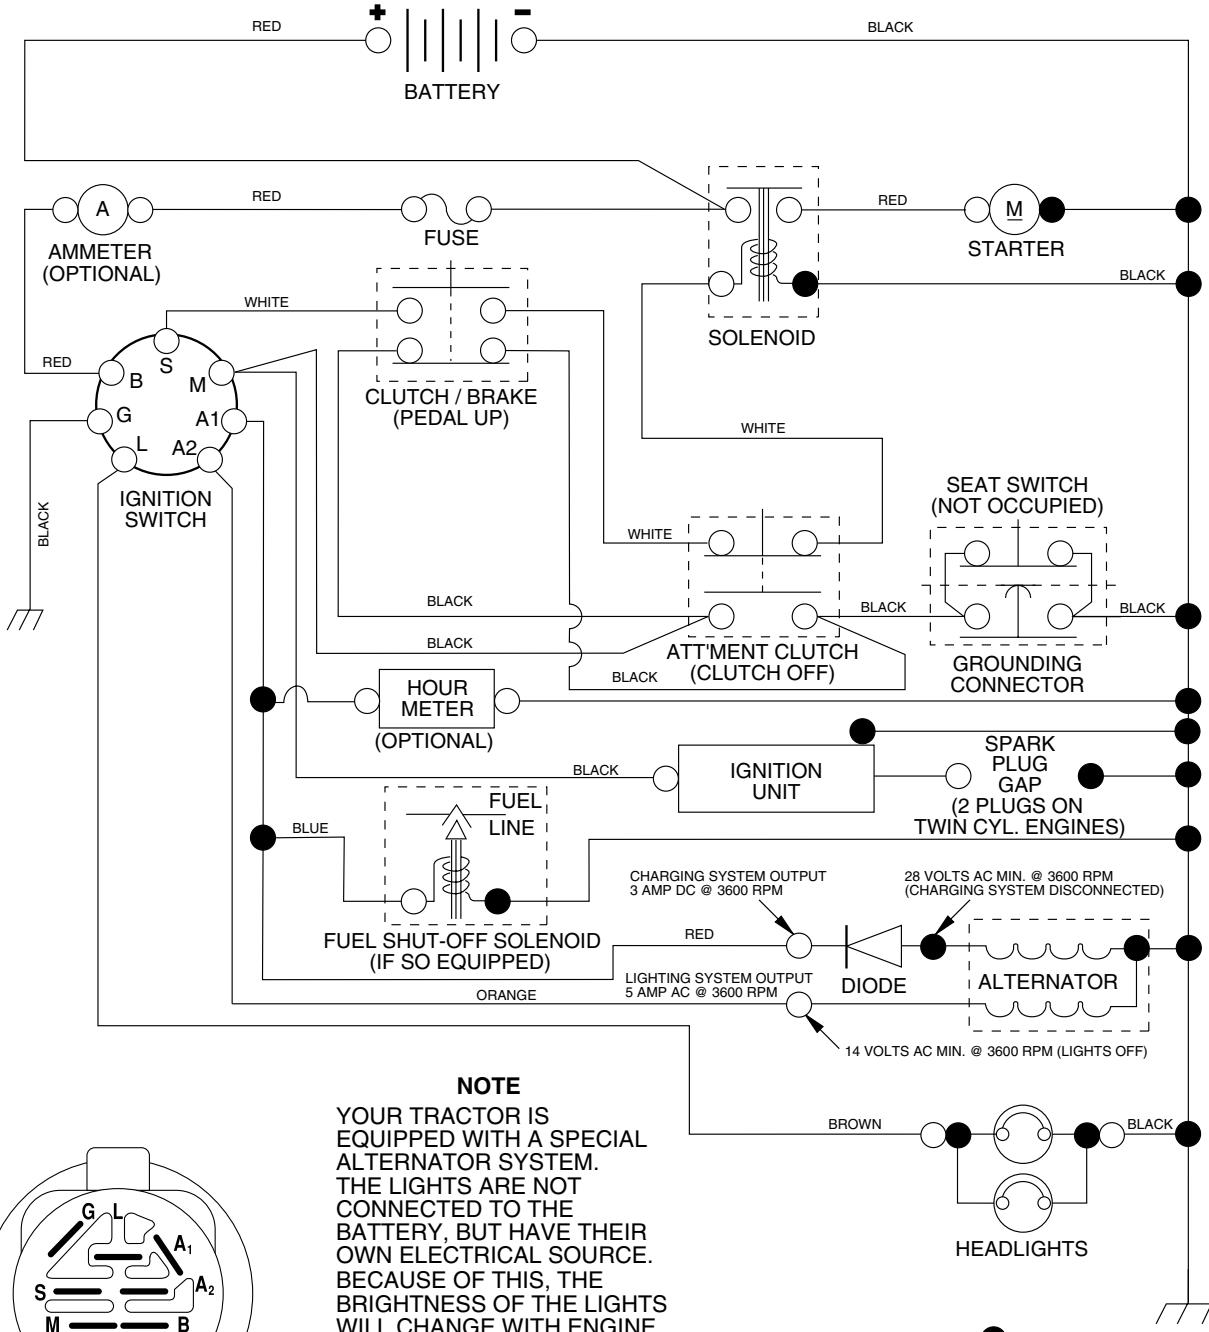 + -
RED
BLACK
BATTERY
A
RED
FUSE
RED
M
STARTER
AMMETER
(OPTIONAL)
BLACK
SOLENOID
WHITE
RED
S
B
M
G
A1
L
A2
IGNITION
SWITCH
BLACK
CLUTCH / BRAKE
(PEDAL UP)
WHITE
SEAT SWITCH
(NOT OCCUPIED)
WHITE
BLACK
BLACK
BLACK
BLACK
ATT'MENT CLUTCH
(CLUTCH OFF)
BLACK
GROUNDING
CONNECTOR
HOUR
METER
(OPTIONAL)
BLACK
IGNITION
UNIT
SPARK
PLUG
GAP
(2 PLUGS ON
TWIN CYL. ENGINES)
BLUE
FUEL
LINE
FUEL SHUT-OFF SOLENOID
(IF SO EQUIPPED)
CHARGING SYSTEM OUTPUT
3 AMP DC @ 3600 RPM
28 VOLTS AC MIN. @ 3600 RPM
(CHARGING SYSTEM DISCONNECTED)
RED
DIODE
ALTERNATOR
LIGHTING SYSTEM OUTPUT
5 AMP AC @ 3600 RPM
ORANGE
14 VOLTS AC MIN. @ 3600 RPM (LIGHTS OFF)
BROWN
BLACK
HEADLIGHTS
NOTE
YOUR TRACTOR IS
EQUIPPED WITH A SPECIAL
ALTERNATOR SYSTEM.
THE LIGHTS ARE NOT
CONNECTED TO THE
BATTERY, BUT HAVE THEIR
OWN ELECTRICAL SOURCE.
BECAUSE OF THIS, THE
BRIGHTNESS OF THE LIGHTS
WILL CHANGE WITH ENGINE
G L
A1
S
A2
M B